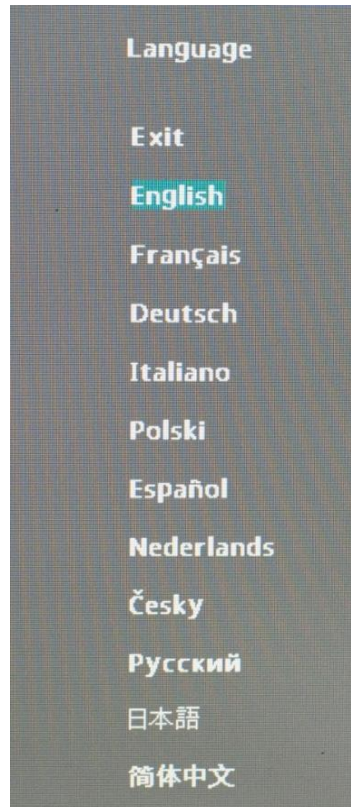 Language
Exit
English
Français
Deutsch
Italiano
Polski
Español
Nederlands
Česky
Русский
日本語
简体中文